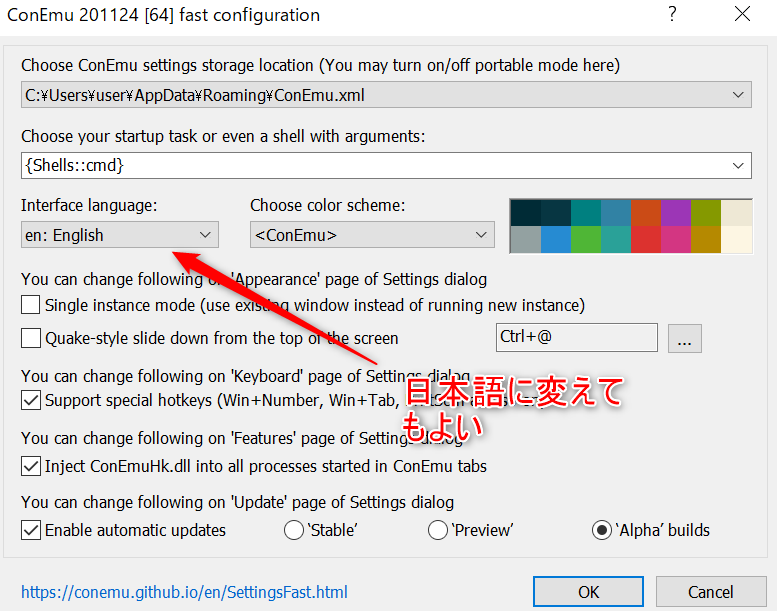 ConEmu 201124 [64] fast configuration
Choose ConEmu settings storage location (You may turn on/off portable mode here)
C:¥Users¥user¥AppData¥Roaming¥ConEmu.xml
Choose your startup task or even a shell with arguments:
{Shells::cmd}
Interface language:
Choose color scheme:
en: English
<ConEmu>
You can change following on 'Appearance' page of Settings dialog
Single instance mode (use existing window instead of running new instance)
Quake-style slide down from the top of the screen
Ctrl+@
...
You can change following on 'Keyboard' page of Settings dialog
Support special hotkeys (Win+Number, Win+Tab,
日本語に変えて
もよい
You can change following on 'Features' page of Settings dialog
Inject ConEmuHk.dll into all processes started in ConEmu tabs
You can change following on 'Update' page of Settings dialog
Enable automatic updates
'Stable'
'Preview'
'Alpha' builds
https://conemu.github.io/en/SettingsFast.html
OK
Cancel